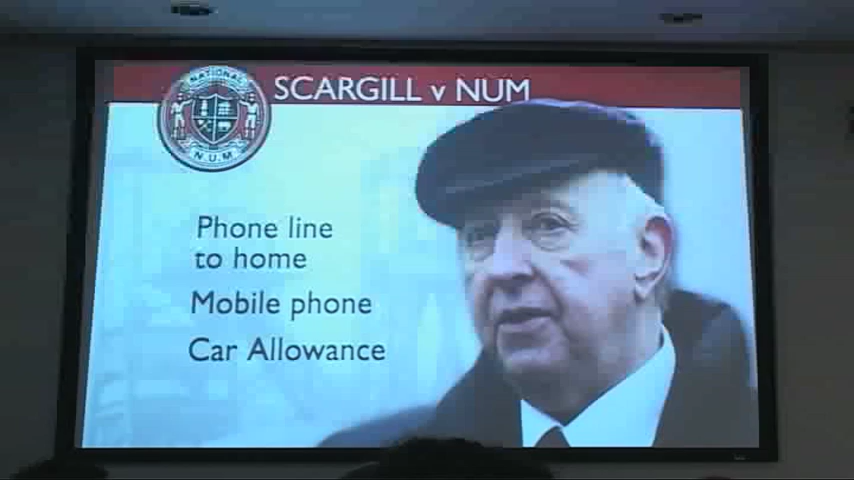 NATIONAL
N.U.M
SCARGILL v NUM
Phone line
to home
Mobile phone
Car Allowance